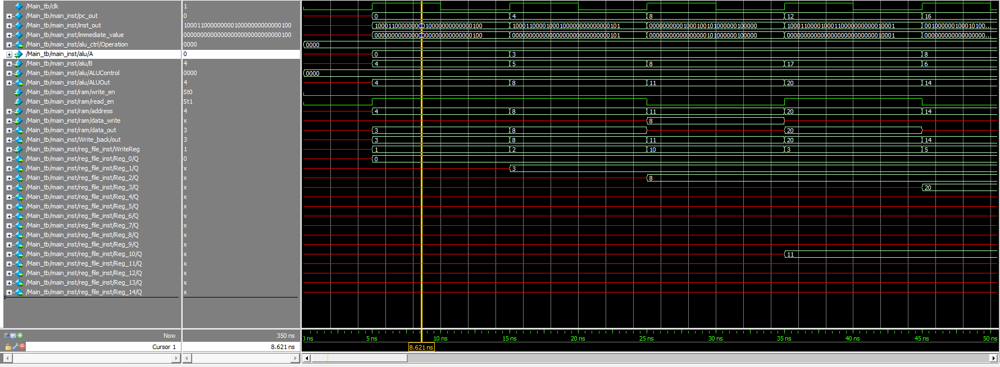 /Main_tb/clk 1
/Main_tb/main_inst/pc_out 0 0 4 8 12 16
/Main_tb/main_inst/inst_out 10001100000000010000000000000100 10001100000000010000000000000100 10001100001000100000000000000101 00000000001000100101000000100000 10001100001000110000000000010001 001000000100010100...
/Main_tb/main_inst/immediate_value 00000000000000000000000000000100 00000000000000000000000000000100 00000000000000000000000000000101 00000000000000000101000000100000 00000000000000000000000000010001 000000000000000000...
/Main_tb/main_inst/alu_ctrl/Operation 0000 0000
/Main_tb/main_inst/alu/A 0 0 3 8
/Main_tb/main_inst/alu/B 4 4 5 8 17 6
/Main_tb/main_inst/alu/ALUControl 0000 0000
/Main_tb/main_inst/alu/ALUOut 4 4 8 11 20 14
/Main_tb/main_inst/ram/write_en St0
/Main_tb/main_inst/ram/read_en St1
/Main_tb/main_inst/ram/address 4 4 8 11 20 14
/Main_tb/main_inst/ram/data_write x 8
/Main_tb/main_inst/ram/data_out 3 3 8 20
/Main_tb/main_inst/Write_back/out 3 3 8 11 20 14
/Main_tb/main_inst/reg_file_inst/WriteReg 1 1 2 10 3 5
/Main_tb/main_inst/reg_file_inst/Reg_0/Q 0 0
/Main_tb/main_inst/reg_file_inst/Reg_1/Q x 3
/Main_tb/main_inst/reg_file_inst/Reg_2/Q x 8
/Main_tb/main_inst/reg_file_inst/Reg_3/Q x 20
/Main_tb/main_inst/reg_file_inst/Reg_4/Q x
/Main_tb/main_inst/reg_file_inst/Reg_5/Q x
/Main_tb/main_inst/reg_file_inst/Reg_6/Q x
/Main_tb/main_inst/reg_file_inst/Reg_7/Q x
/Main_tb/main_inst/reg_file_inst/Reg_8/Q x
/Main_tb/main_inst/reg_file_inst/Reg_9/Q x
/Main_tb/main_inst/reg_file_inst/Reg_10/Q x 11
/Main_tb/main_inst/reg_file_inst/Reg_11/Q x
/Main_tb/main_inst/reg_file_inst/Reg_12/Q x
/Main_tb/main_inst/reg_file_inst/Reg_13/Q x
/Main_tb/main_inst/reg_file_inst/Reg_14/Q x
Now 350 ns 0 ns 5 ns 10 ns 15 ns 20 ns 25 ns 30 ns 35 ns 40 ns 45 ns 50 ns
Cursor 1 8.621 ns 8.621 ns